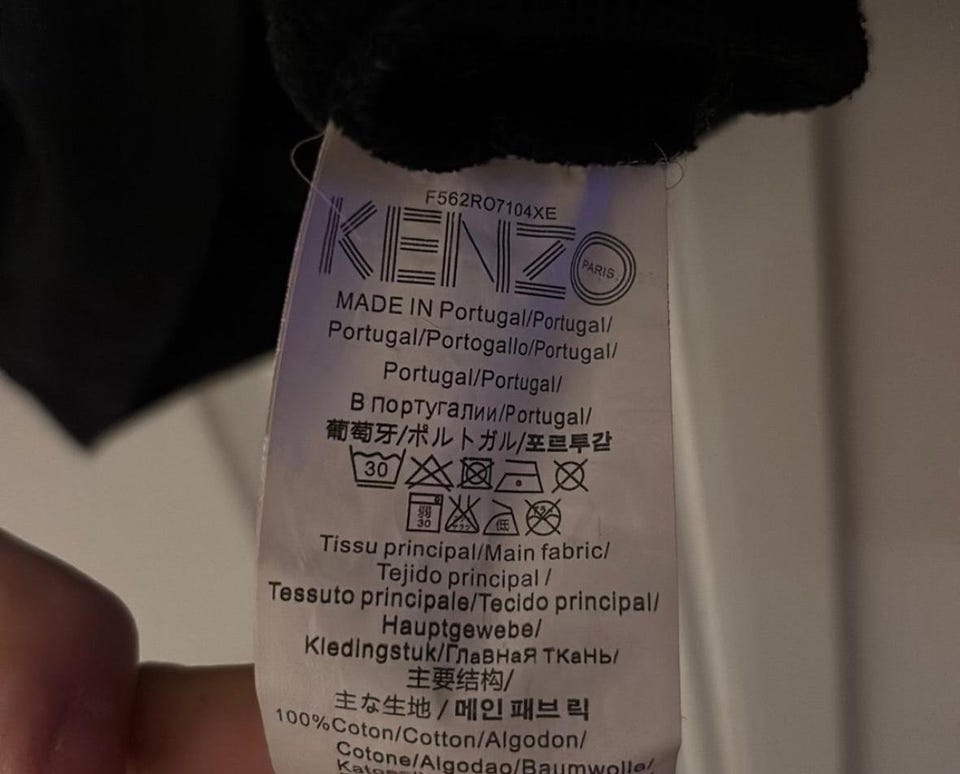 F562RO7104XE
KENZO PARIS
MADE IN Portugal/Portugal/
Portugal/Portogallo/Portugal/
Portugal/Portugal/
В португалии/Portugal/
葡萄牙/ポルトガル/포르투갈
30
弱 30 低
Tissu principal/Main fabric/
Tejido principal /
Tessuto principale/Tecido principal/
Hauptgewebe/
Kledingstuk/Главная ткань/
主要结构/
主な生地 / 메인 패브릭
100%Coton/Cotton/Algodon/
Cotone/Algodao/Baumwolle/